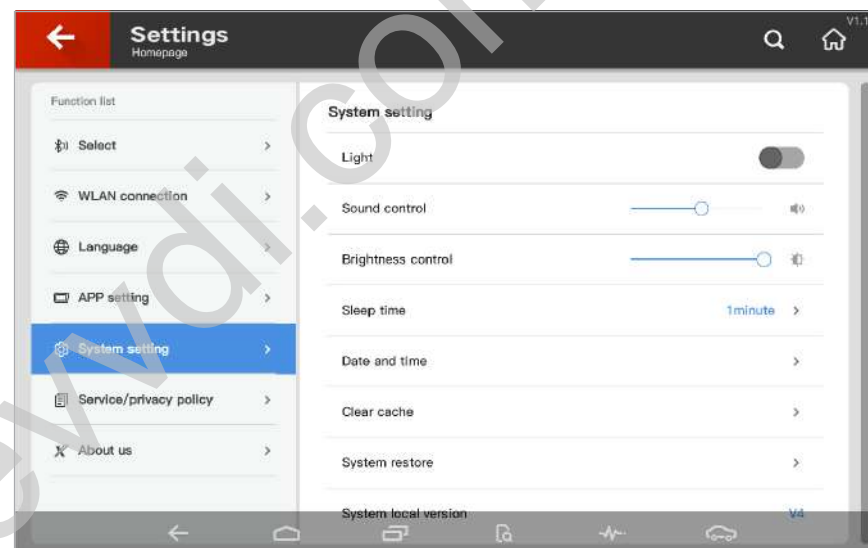 Settings
Homepage
V1.1
Function list
Select
WLAN connection
Language
APP setting
System setting
Service/privacy policy
About us
System setting
Light
Sound control
Brightness control
Sleep time
1minute
Date and time
Clear cache
System restore
System local version
V4
evdi.com